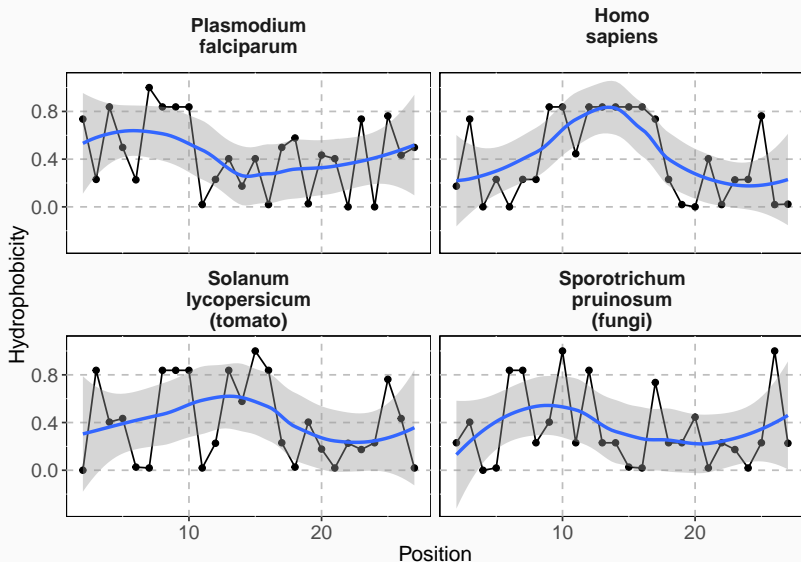 Plasmodium
falciparum
Homo
sapiens
0.8
0.4
0.0
Solanum
lycopersicum
(tomato)
Sporotrichum
pruinosum
(fungi)
0.8
0.4
0.0
10
20
10
20
Hydrophobicity
Position